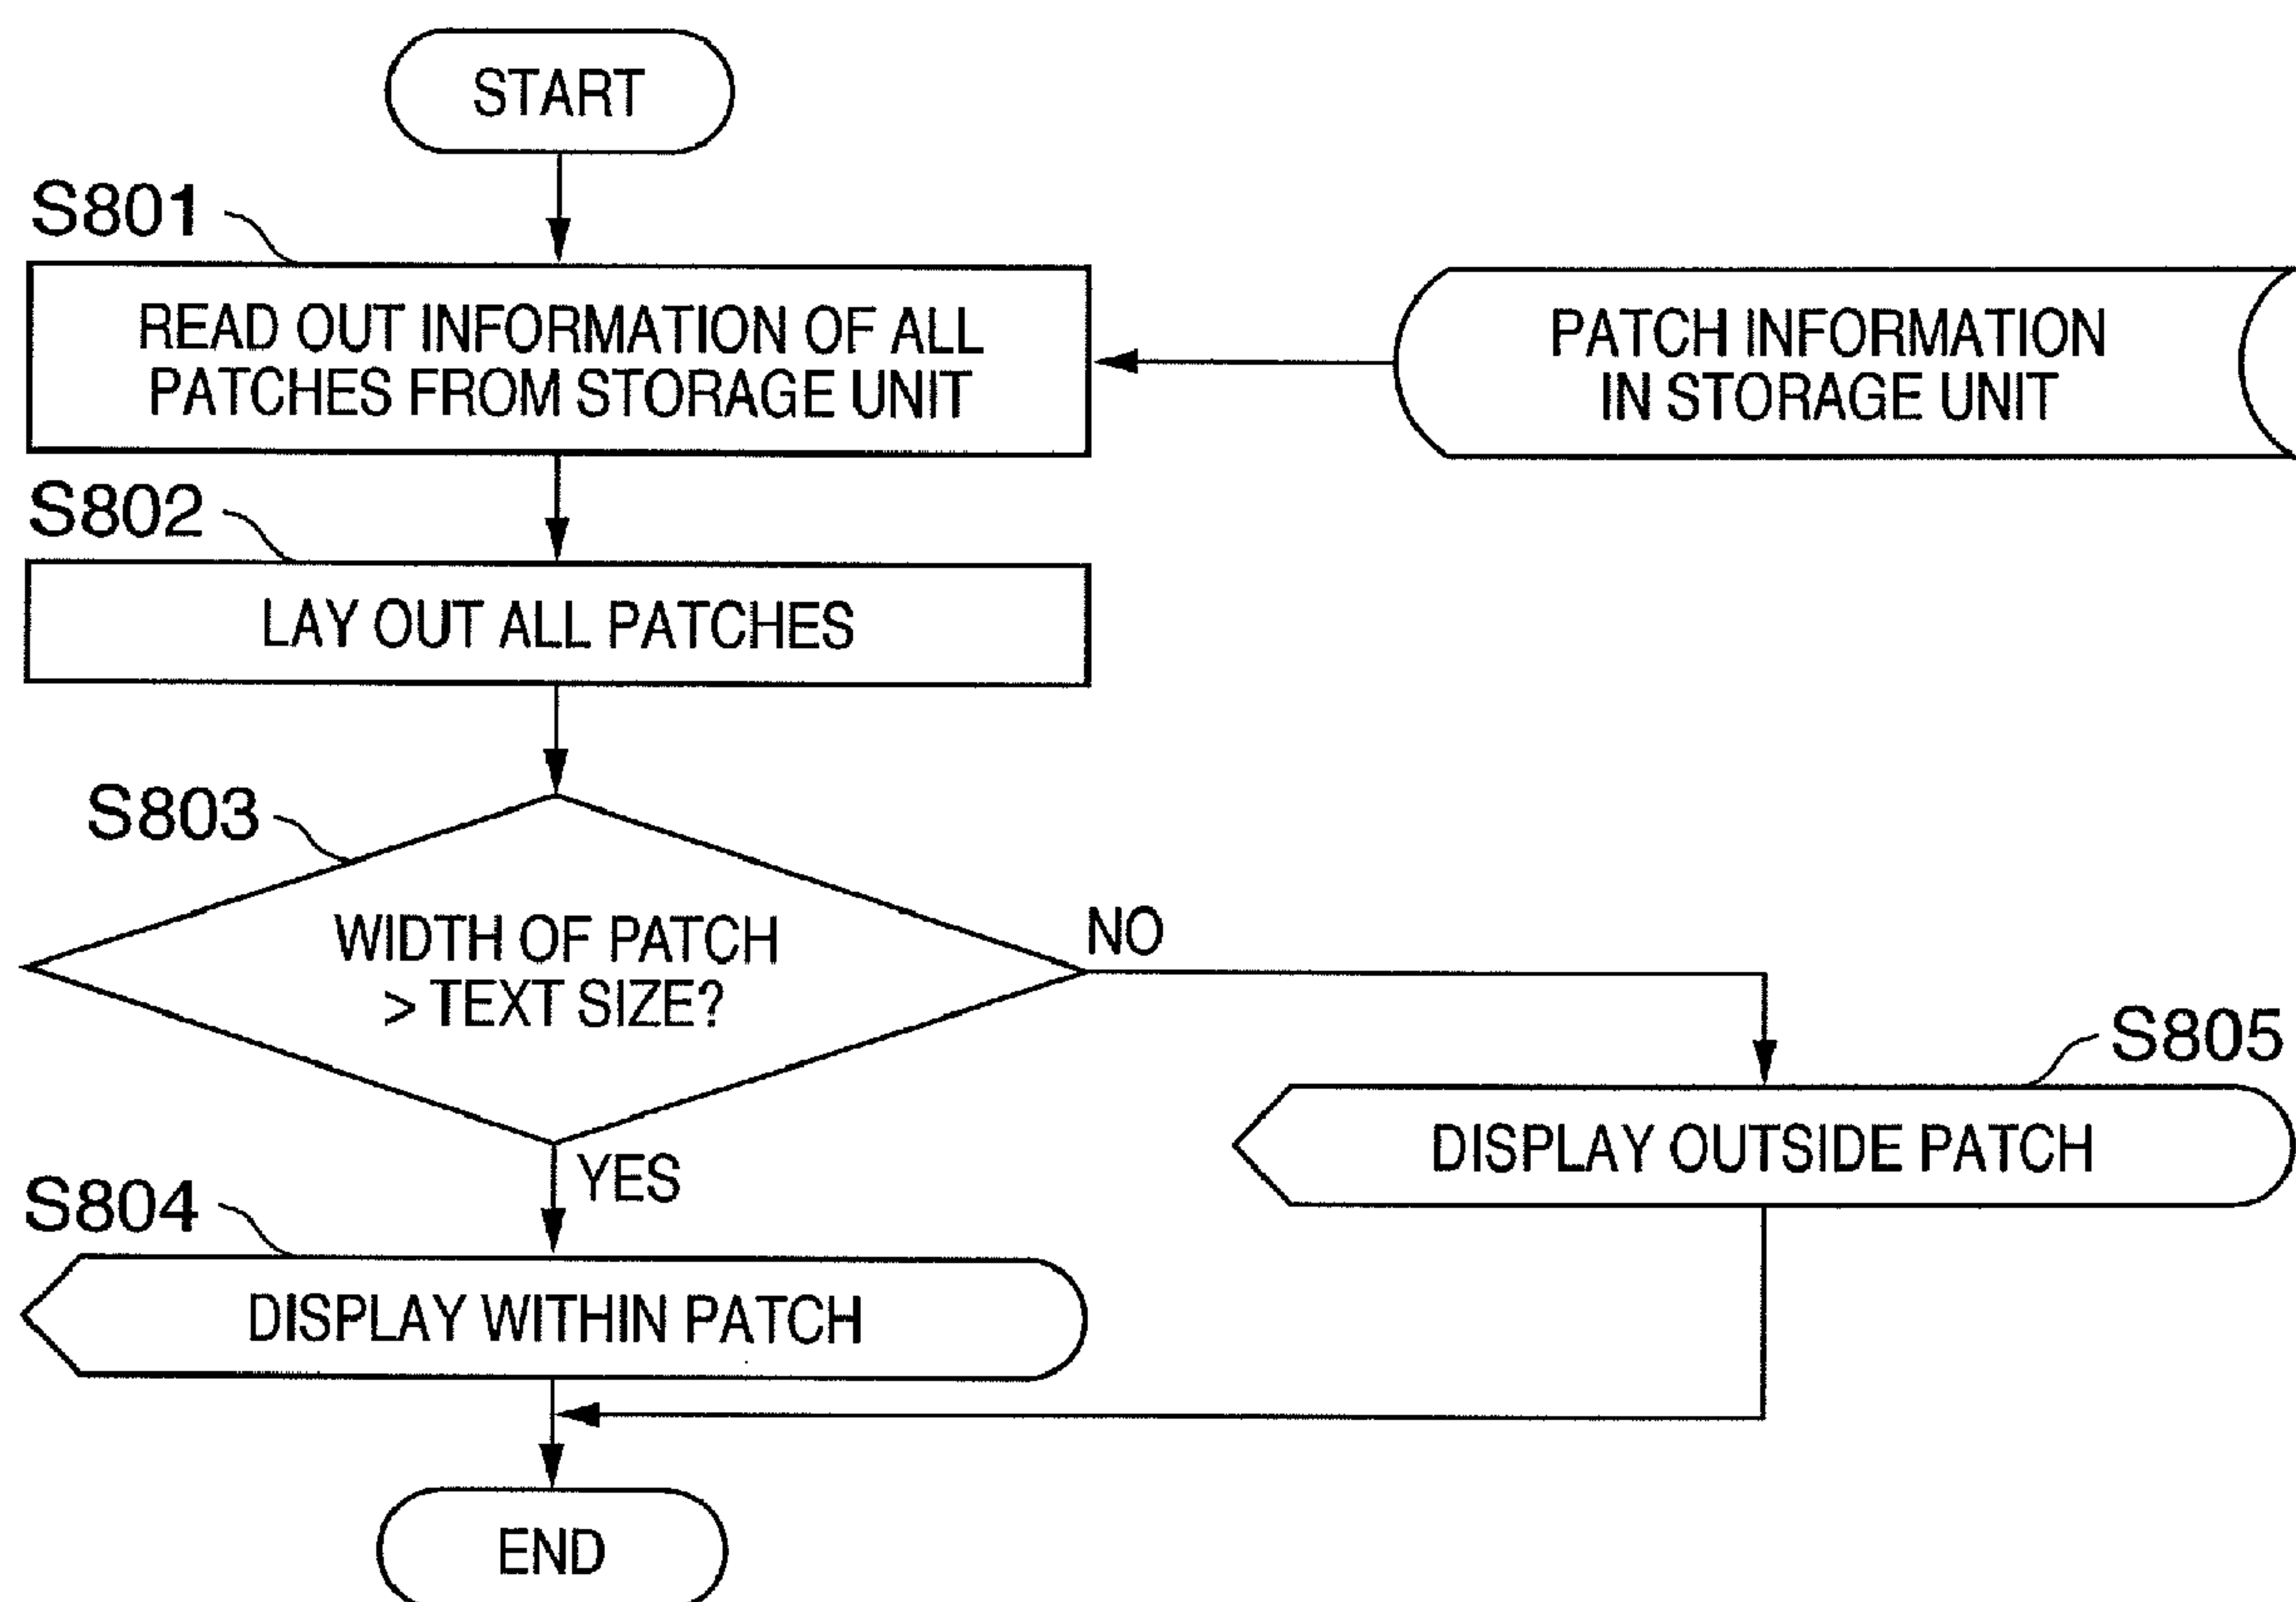 START
S801
READ OUT INFORMATION OF ALL
PATCHES FROM STORAGE UNIT
PATCH INFORMATION
IN STORAGE UNIT
S802
LAY OUT ALL PATCHES
S803
WIDTH OF PATCH
> TEXT SIZE?
NO
S805
DISPLAY OUTSIDE PATCH
YES
S804
DISPLAY WITHIN PATCH
END